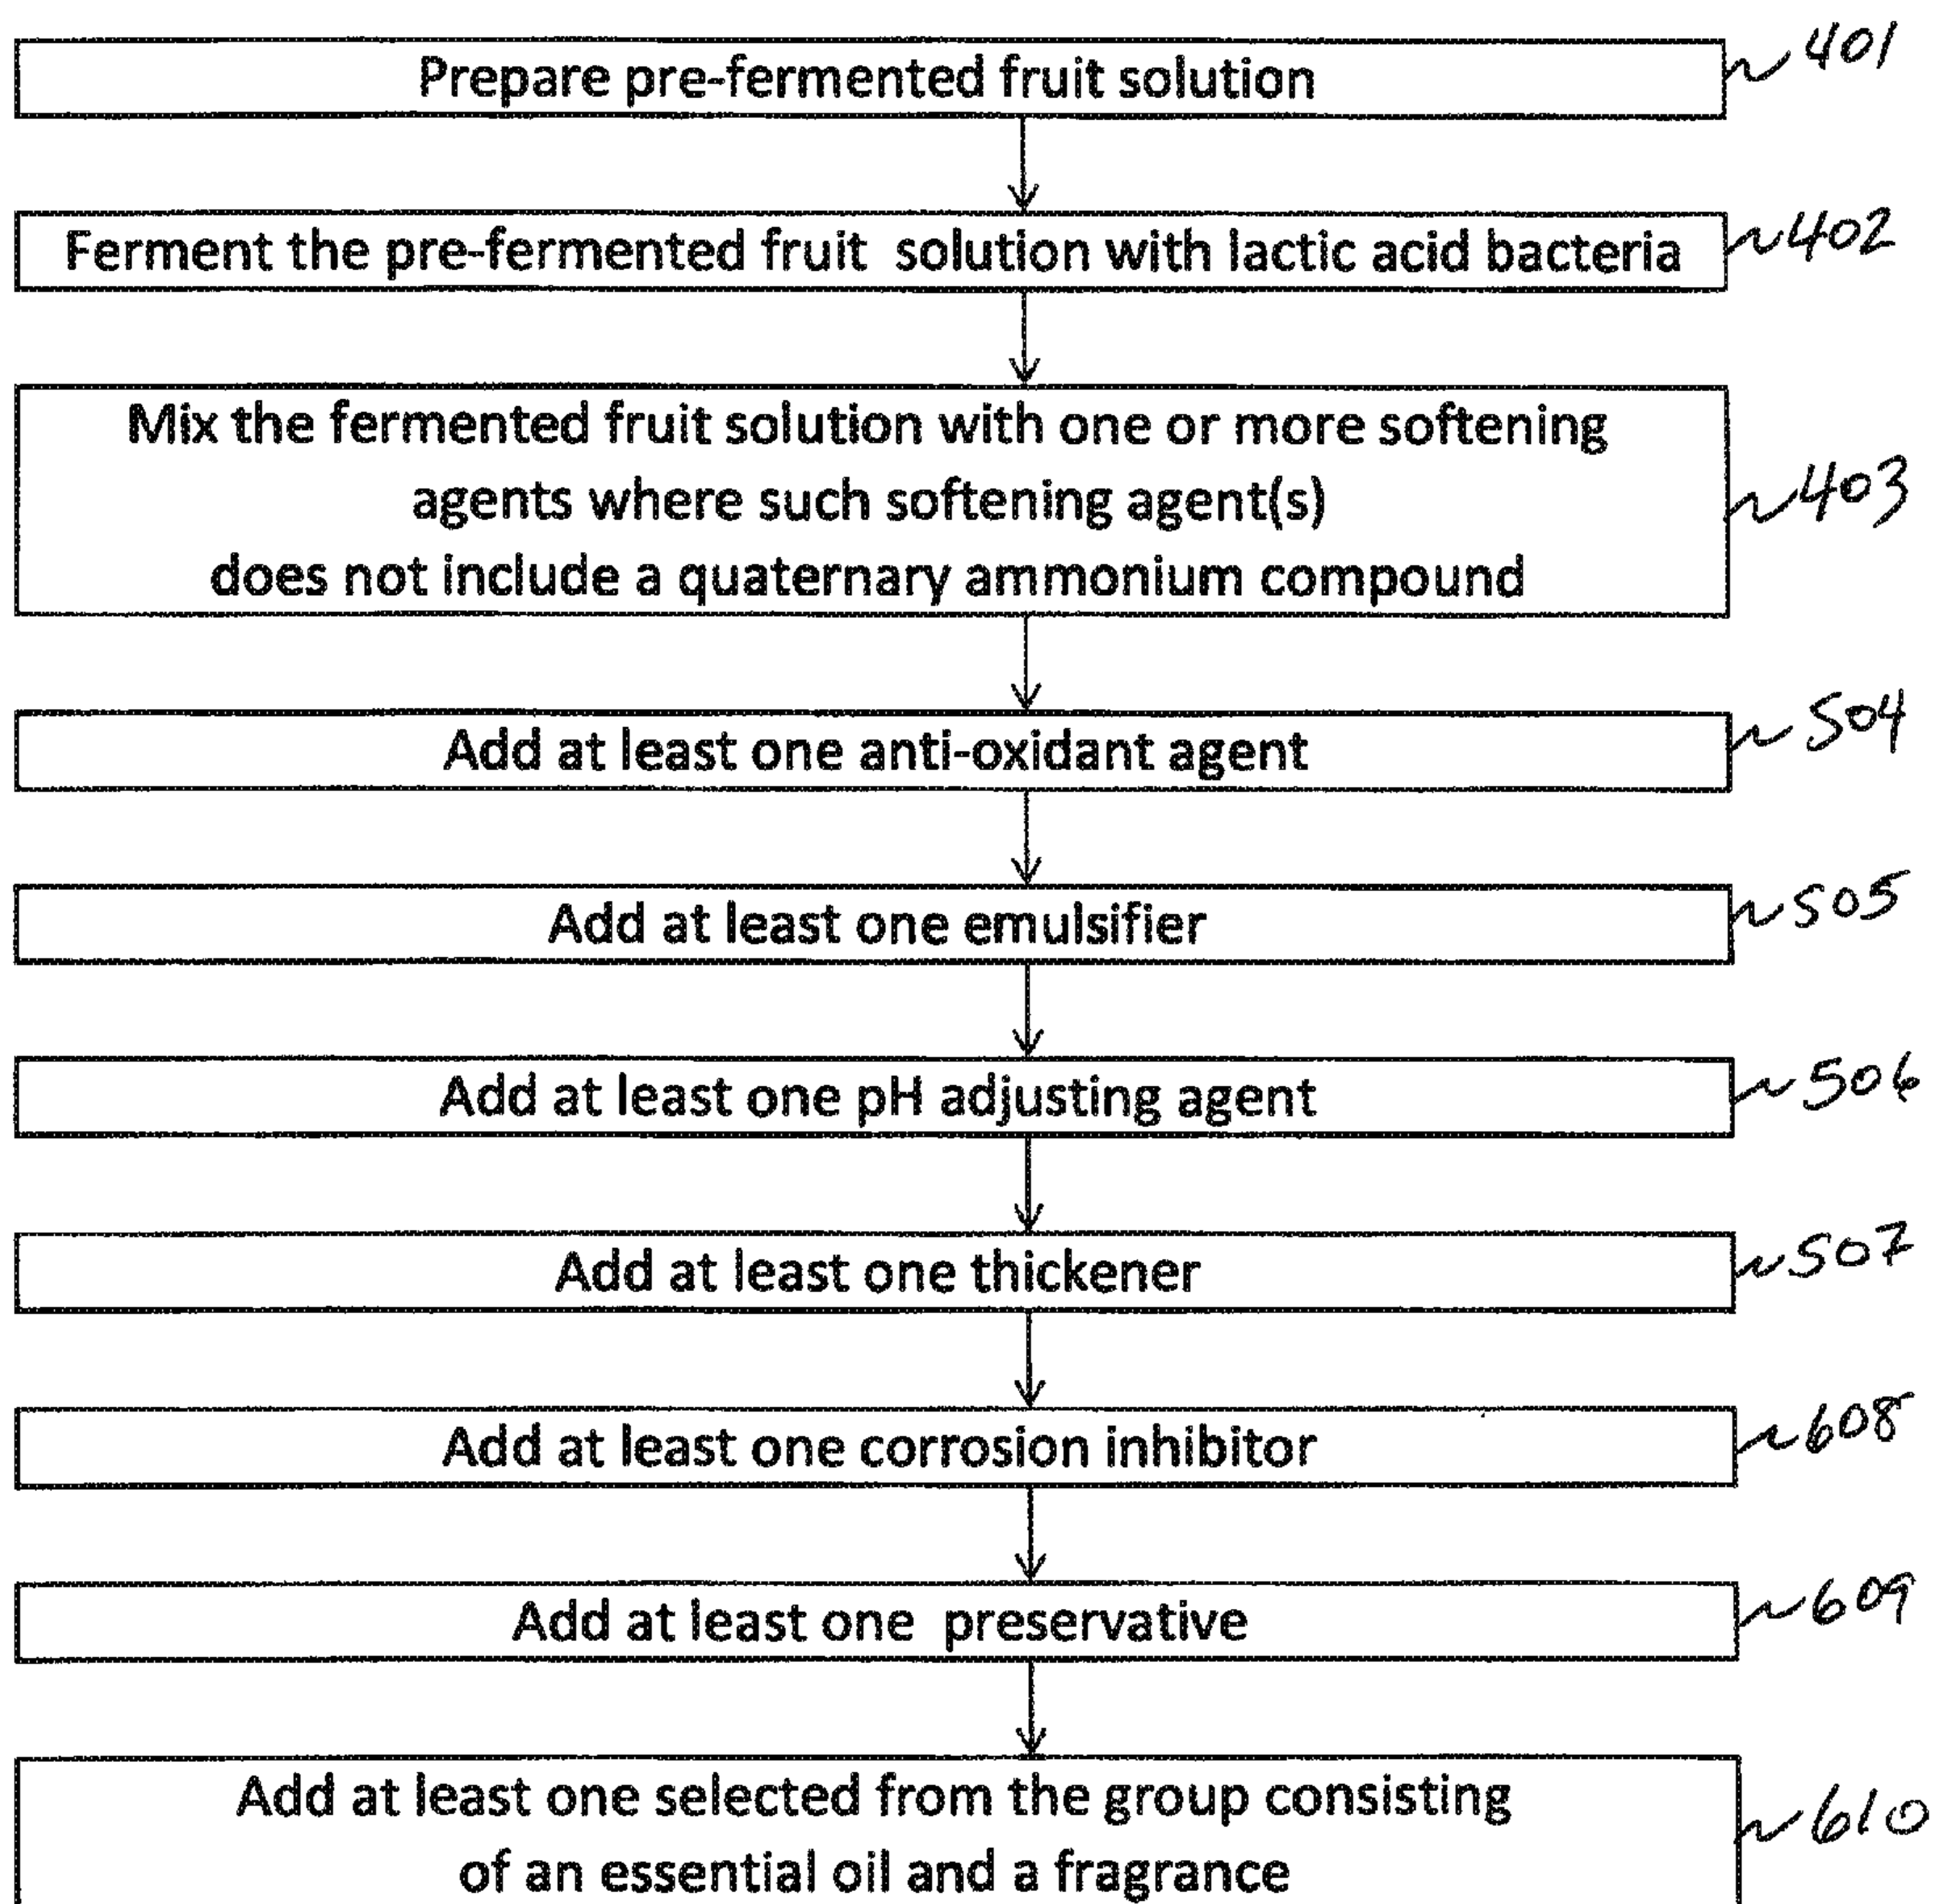 Prepare pre-fermented fruit solution 401
Ferment the pre-fermented fruit solution with lactic acid bacteria 402
Mix the fermented fruit solution with one or more softening
agents where such softening agent(s)
does not include a quaternary ammonium compound
403
Add at least one anti-oxidant agent 504
Add at least one emulsifier 505
Add at least one pH adjusting agent 506
Add at least one thickener 507
Add at least one corrosion inhibitor 608
Add at least one preservative 609
Add at least one selected from the group consisting
of an essential oil and a fragrance
610